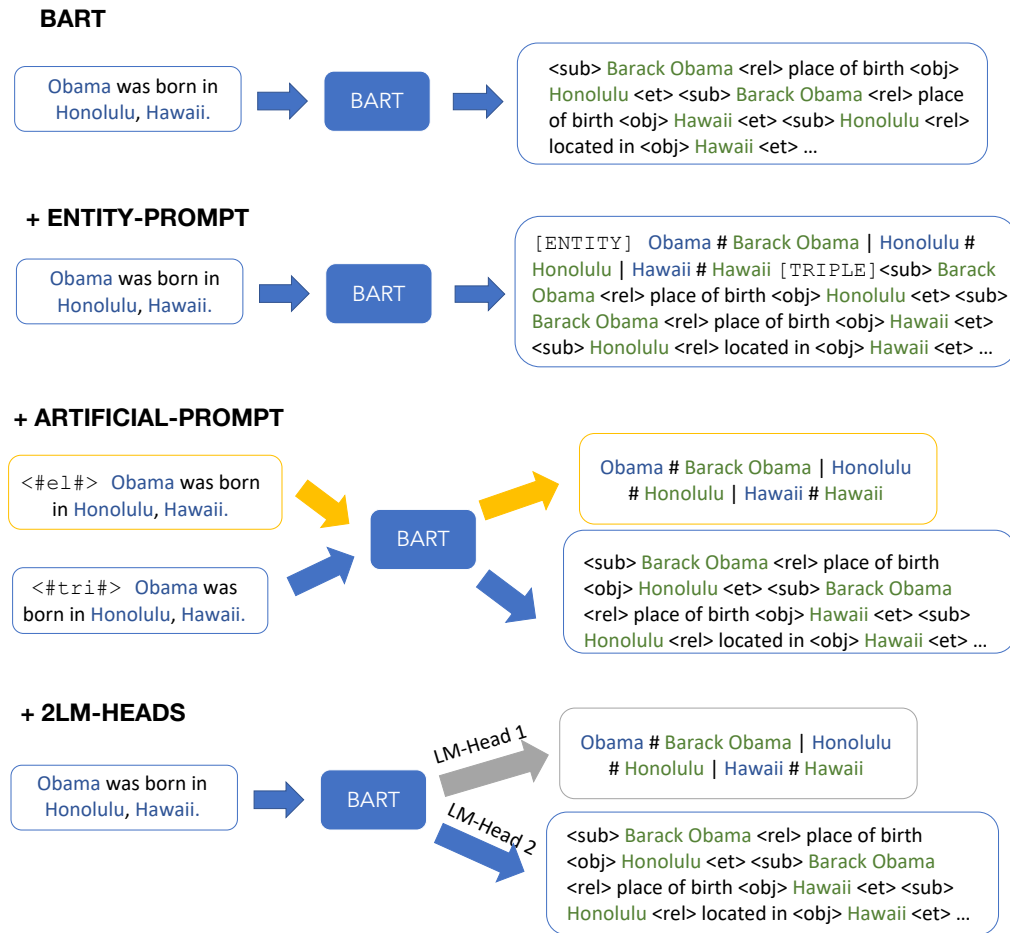 BART
Obama was born in
Honolulu, Hawaii.
BART
<sub> Barack Obama <rel> place of birth <obj>
Honolulu <et> <sub> Barack Obama <rel> place
of birth <obj> Hawaii <et> <sub> Honolulu <rel>
located in <obj> Hawaii <et> ...
+ ENTITY-PROMPT
Obama was born in
Honolulu, Hawaii.
BART
[ENTITY] Obama # Barack Obama | Honolulu #
Honolulu | Hawaii # Hawaii [TRIPLE]<sub> Barack
Obama <rel> place of birth <obj> Honolulu <et> <sub>
Barack Obama <rel> place of birth <obj> Hawaii <et>
<sub> Honolulu <rel> located in <obj> Hawaii <et> ...
+ ARTIFICIAL-PROMPT
<#el#> Obama was born
in Honolulu, Hawaii.
<#tri#> Obama was
born in Honolulu, Hawaii.
BART
Obama # Barack Obama | Honolulu
# Honolulu | Hawaii # Hawaii
<sub> Barack Obama <rel> place of birth
<obj> Honolulu <et> <sub> Barack Obama
<rel> place of birth <obj> Hawaii <et> <sub>
Honolulu <rel> located in <obj> Hawaii <et> ...
+ 2LM-HEADS
Obama was born in
Honolulu, Hawaii.
BART
LM-Head 1
LM-Head 2
Obama # Barack Obama | Honolulu
# Honolulu | Hawaii # Hawaii
<sub> Barack Obama <rel> place of birth
<obj> Honolulu <et> <sub> Barack Obama
<rel> place of birth <obj> Hawaii <et> <sub>
Honolulu <rel> located in <obj> Hawaii <et> ...